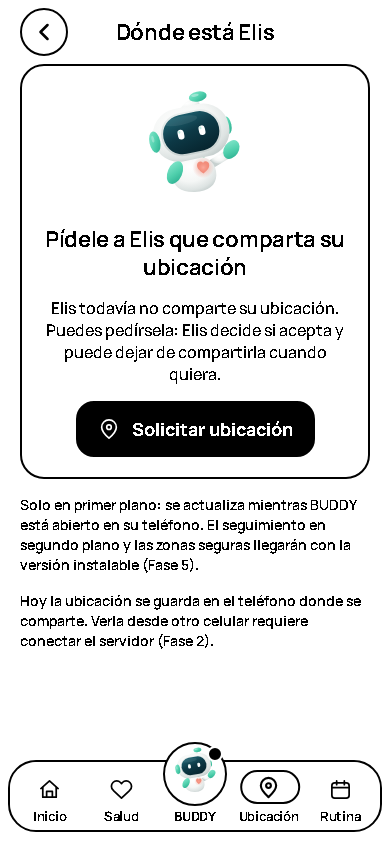 Dónde está Elis
Pídele a Elis que comparta su
ubicación
Elis todavía no comparte su ubicación.
Puedes pedírsela: Elis decide si acepta y
puede dejar de compartirla cuando
quiera.
Solicitar ubicación
Solo en primer plano: se actualiza mientras BUDDY
está abierto en su teléfono. El seguimiento en
segundo plano y las zonas seguras llegarán con la
versión instalable (Fase 5).
Hoy la ubicación se guarda en el teléfono donde se
comparte. Verla desde otro celular requiere
conectar el servidor (Fase 2).
Inicio
Salud
BUDDY
Ubicación
Rutina